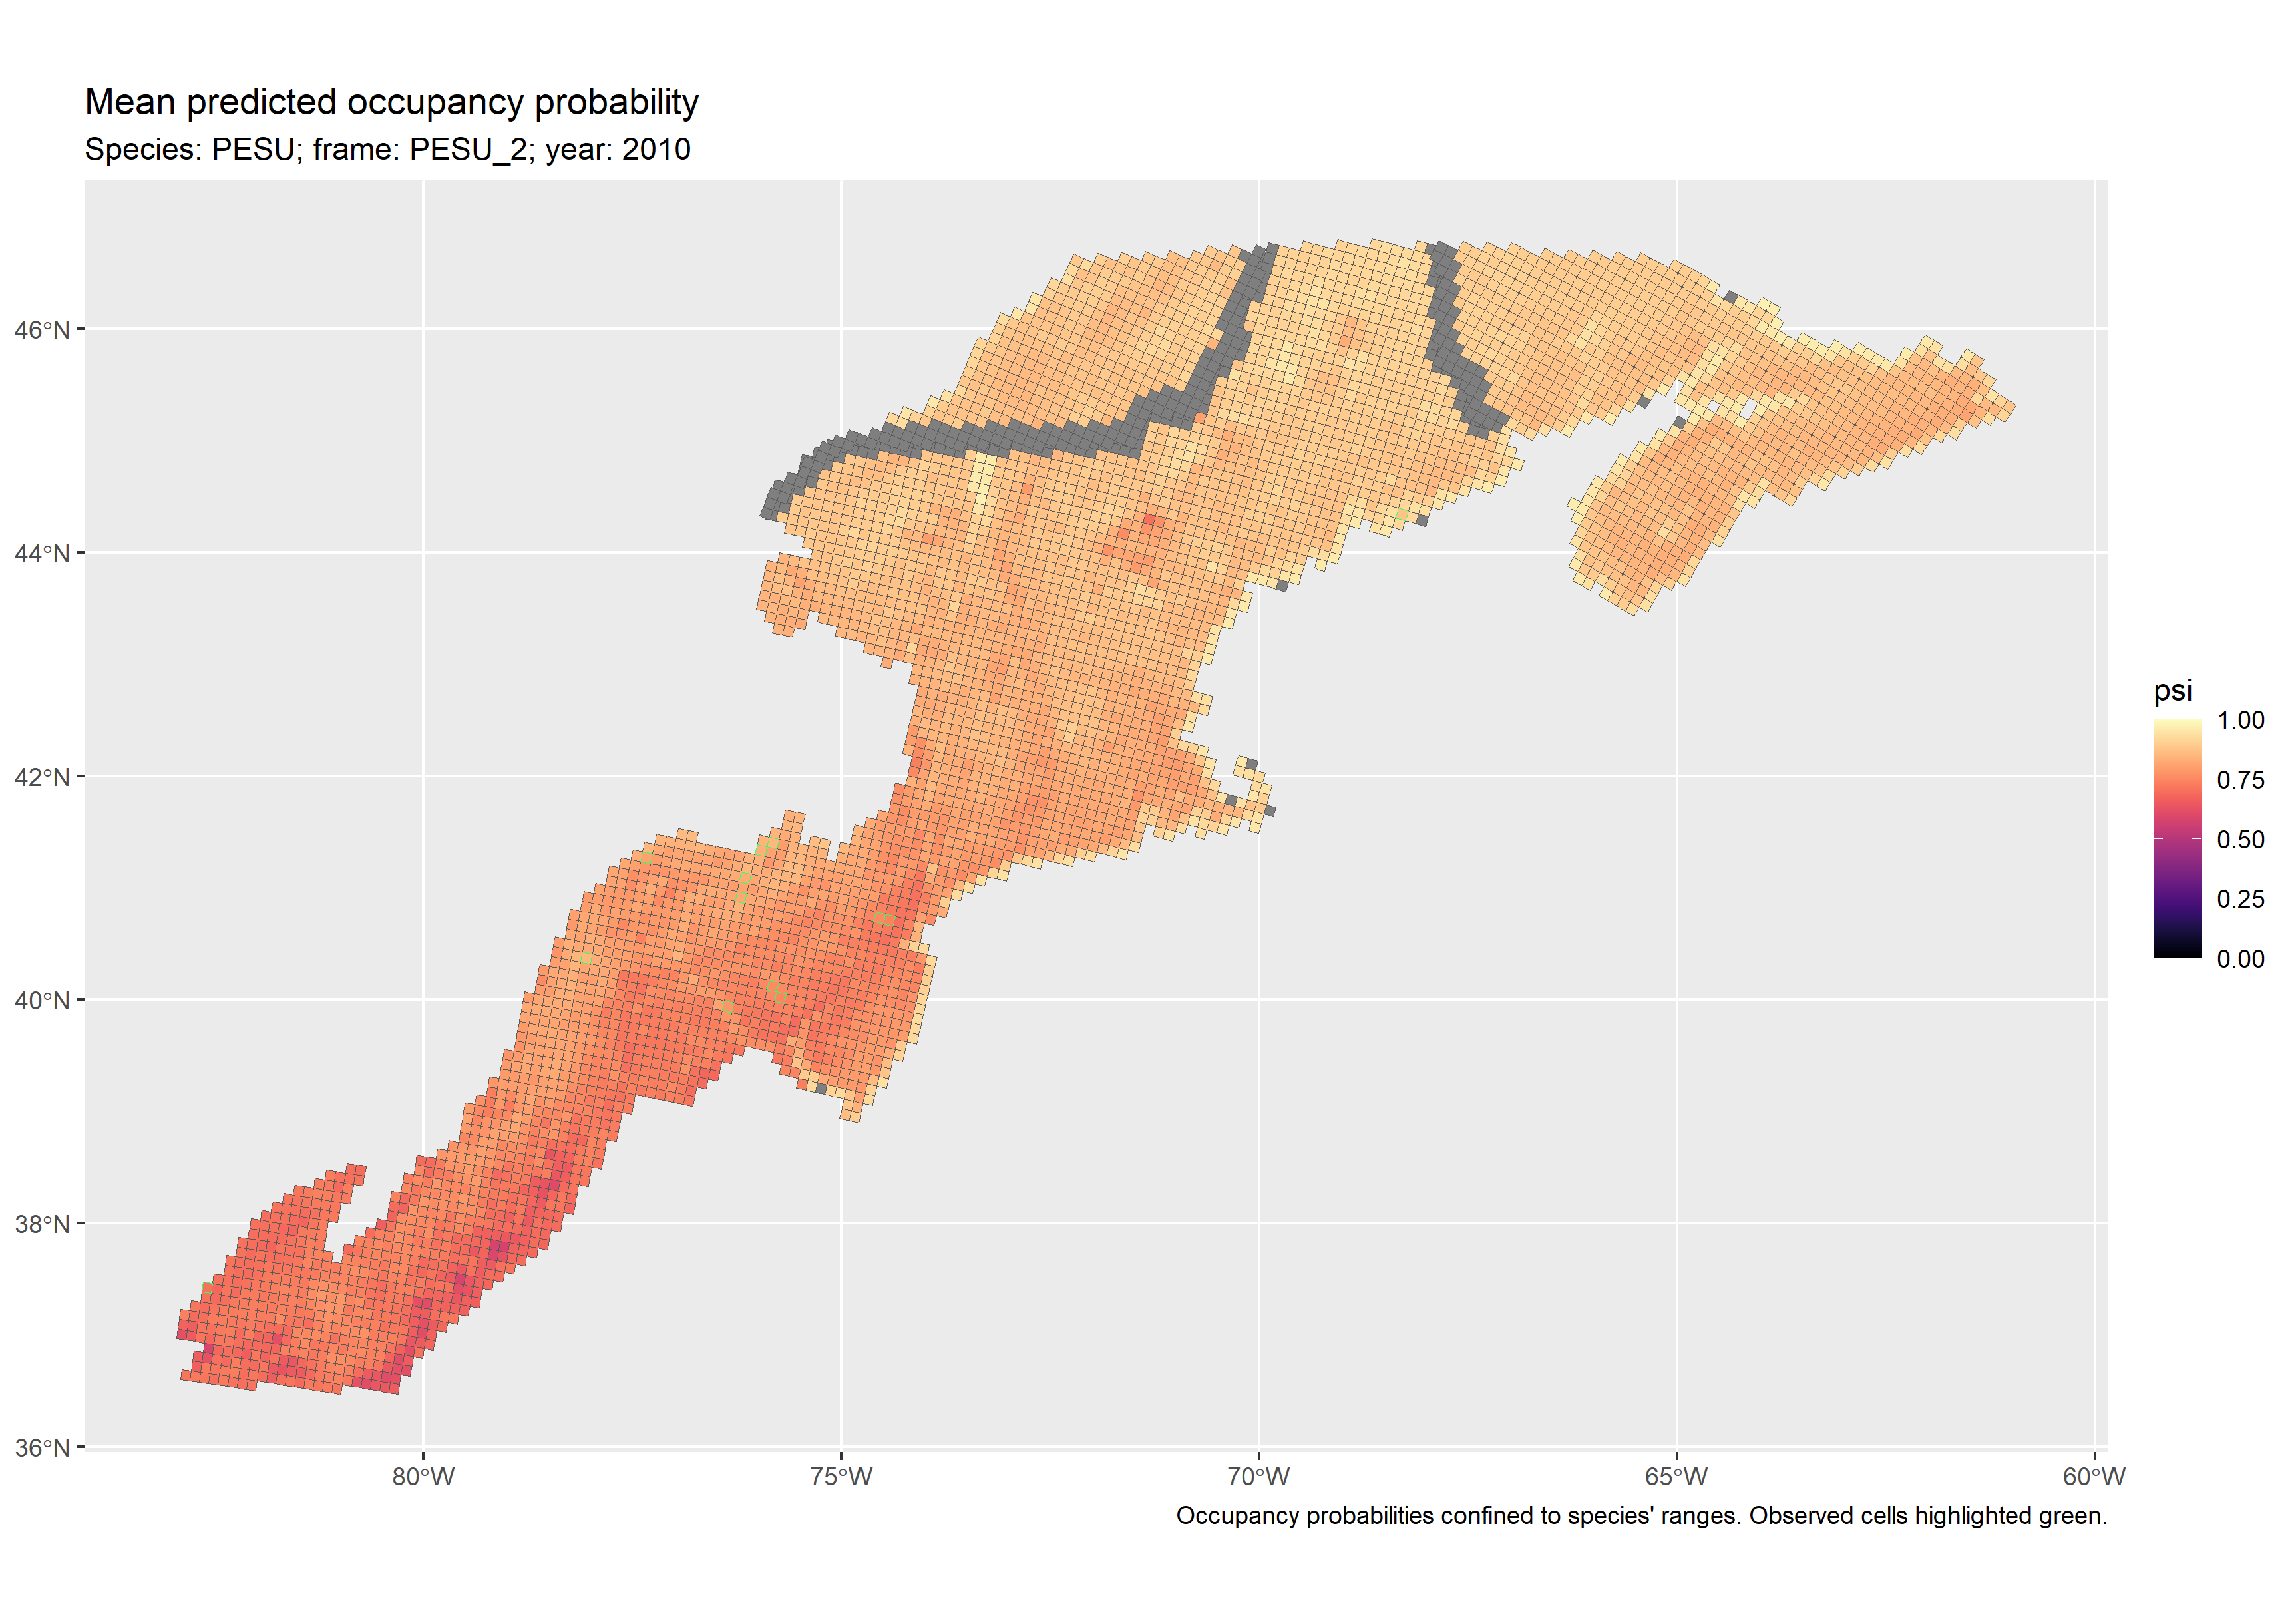 Mean predicted occupancy probability
Species: PESU; frame: PESU_2; year: 2010
46°N
44°N
42°N
40°N
38°N
36°N
80°W
75°W
70°W
65°W
60°W
psi
1.00
0.75
0.50
0.25
0.00
Occupancy probabilities confined to species' ranges. Observed cells highlighted green.